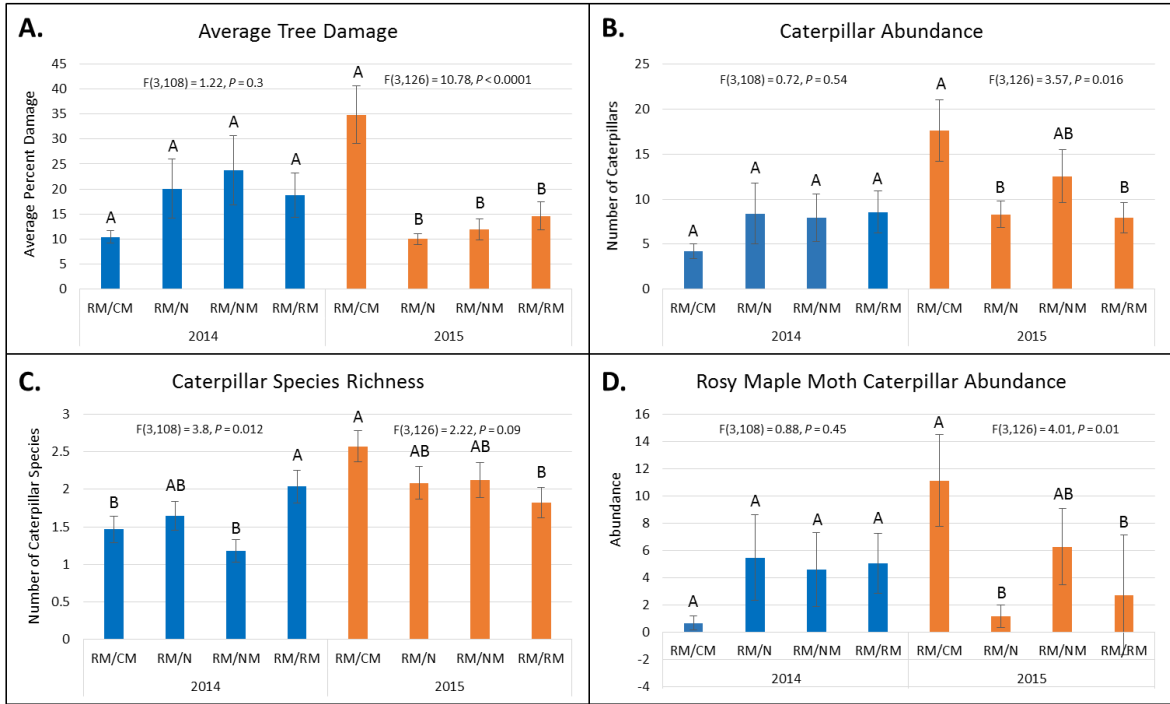 A.
Average Tree Damage
F(3,108) = 1.22, P = 0.3
F(3,126) = 10.78, P < 0.0001
Average Percent Damage
45
40
35
30
25
20
15
10
5
0
A
A
A
A
A
B
B
B
RM/CM RM/N RM/NM RM/RM RM/CM RM/N RM/NM RM/RM
2014 2015
B.
Caterpillar Abundance
F(3,108) = 0.72, P = 0.54
F(3,126) = 3.57, P = 0.016
Number of Caterpillars
25
20
15
10
5
0
A
A
A
A
A
B
AB
B
RM/CM RM/N RM/NM RM/RM RM/CM RM/N RM/NM RM/RM
2014 2015
C.
Caterpillar Species Richness
F(3,108) = 3.8, P = 0.012
F(3,126) = 2.22, P = 0.09
Number of Caterpillar Species
3
2.5
2
1.5
1
0.5
0
B
AB
B
A
A
AB
AB
B
RM/CM RM/N RM/NM RM/RM RM/CM RM/N RM/NM RM/RM
2014 2015
D.
Rosy Maple Moth Caterpillar Abundance
F(3,108) = 0.88, P = 0.45
F(3,126) = 4.01, P = 0.01
Abundance
16
14
12
10
8
6
4
2
0
-2
-4
A
A
A
A
A
B
AB
B
RM/CM RM/N RM/NM RM/RM RM/CM RM/N RM/NM RM/RM
2014 2015